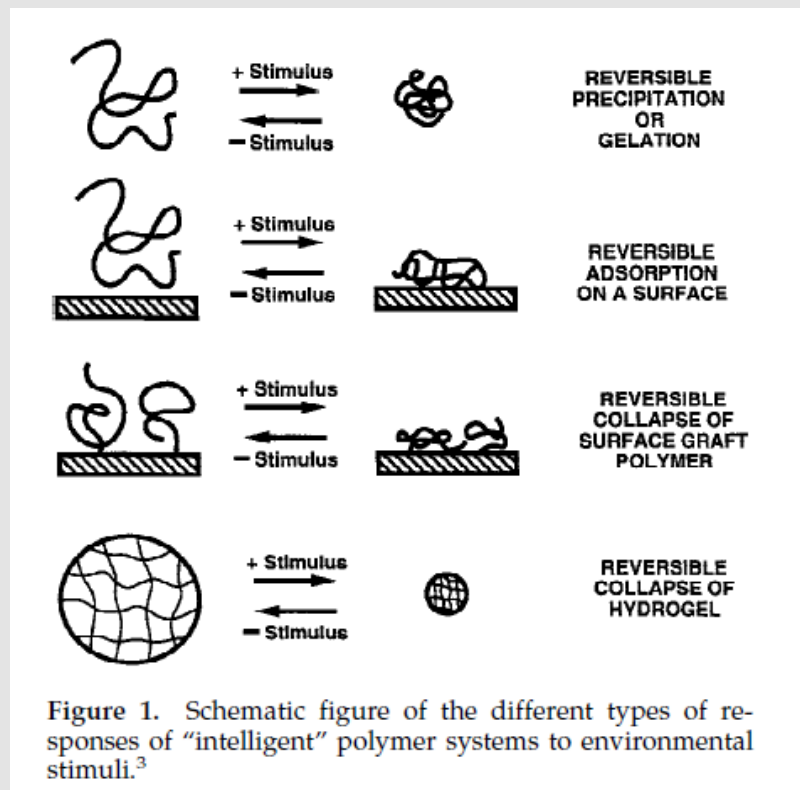 + Stimulus
− Stimulus
REVERSIBLE
PRECIPITATION
OR
GELATION
+ Stimulus
− Stimulus
REVERSIBLE
ADSORPTION
ON A SURFACE
+ Stimulus
− Stimulus
REVERSIBLE
COLLAPSE OF
SURFACE GRAFT
POLYMER
+ Stimulus
− Stimulus
REVERSIBLE
COLLAPSE OF
HYDROGEL
Figure 1. Schematic figure of the different types of re-
sponses of “intelligent” polymer systems to environmental
stimuli.³